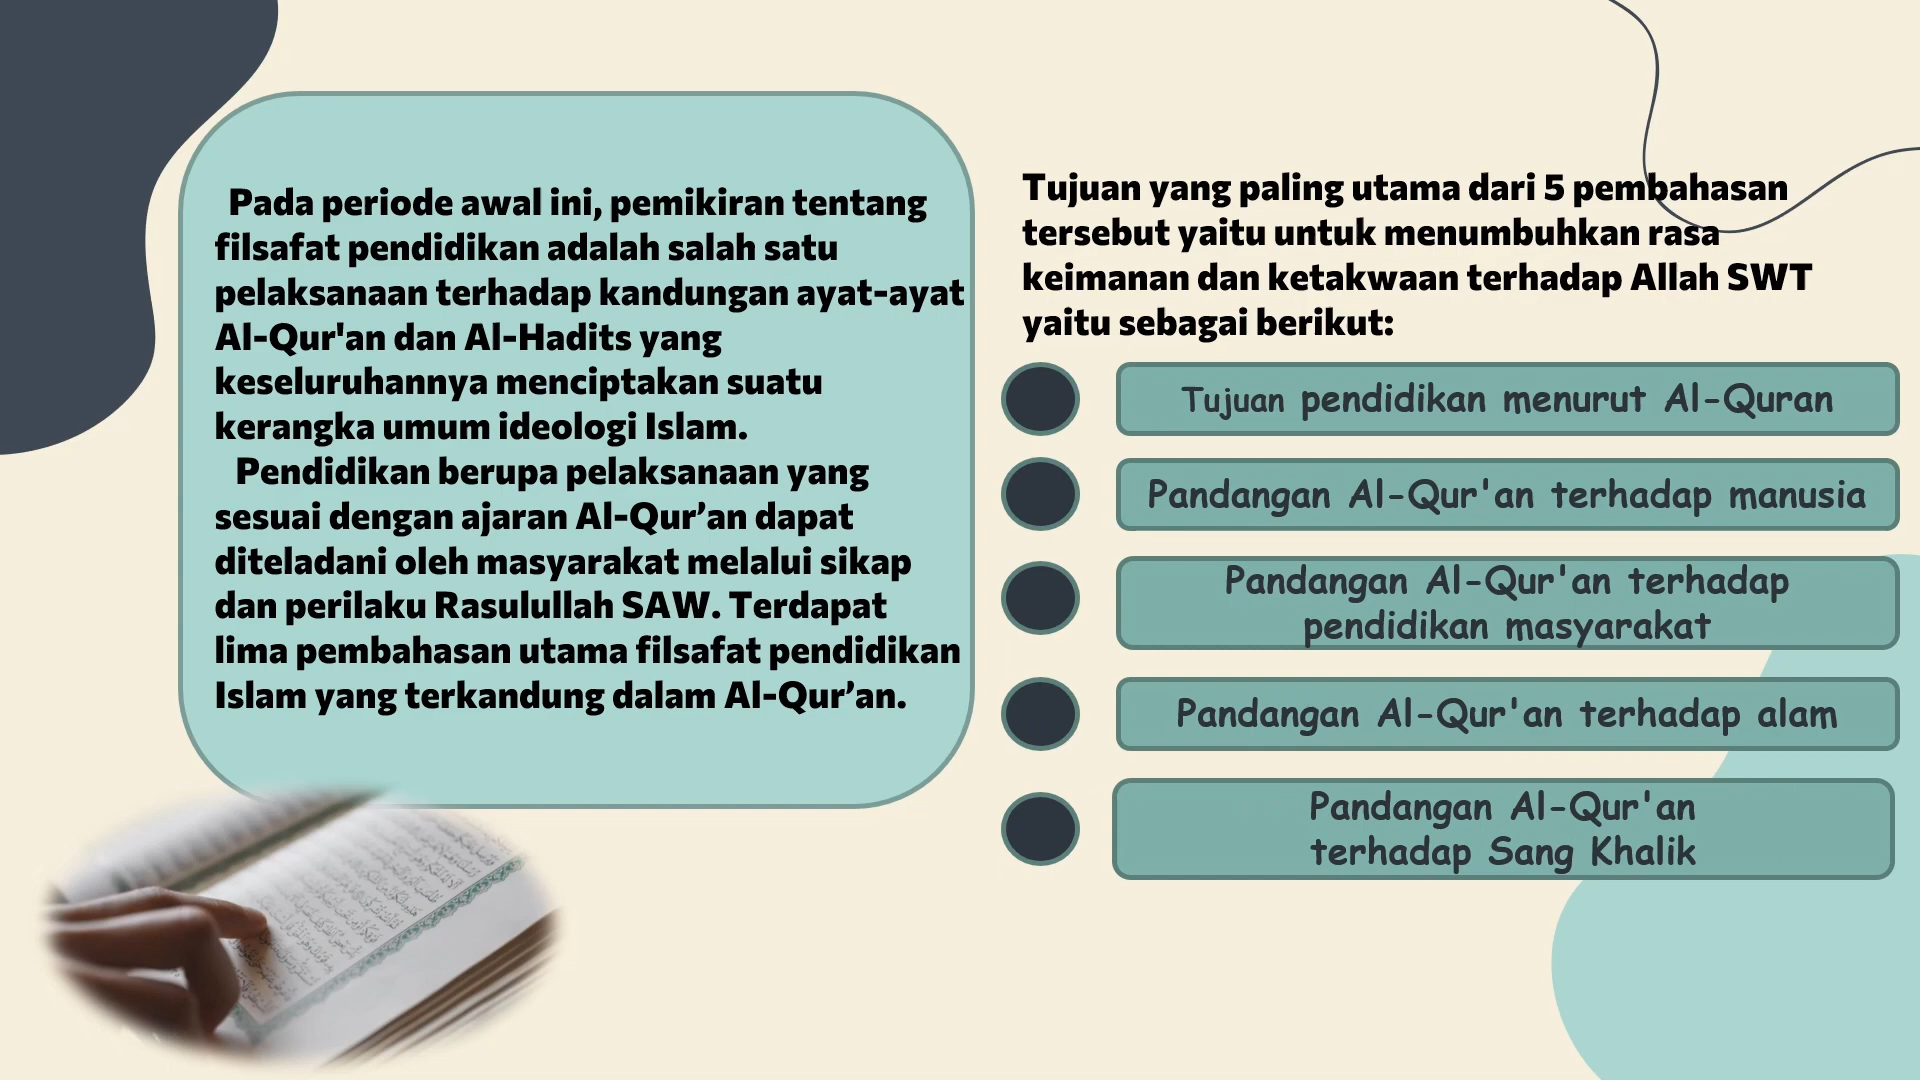 Pada periode awal ini, pemikiran tentang
filsafat pendidikan adalah salah satu
pelaksanaan terhadap kandungan ayat-ayat
Al-Qur'an dan Al-Hadits yang
keseluruhannya menciptakan suatu
kerangka umum ideologi Islam.
Pendidikan berupa pelaksanaan yang
sesuai dengan ajaran Al-Qur’an dapat
diteladani oleh masyarakat melalui sikap
dan perilaku Rasulullah SAW. Terdapat
lima pembahasan utama filsafat pendidikan
Islam yang terkandung dalam Al-Qur’an.
Tujuan yang paling utama dari 5 pembahasan
tersebut yaitu untuk menumbuhkan rasa
keimanan dan ketakwaan terhadap Allah SWT
yaitu sebagai berikut:
Tujuan pendidikan menurut Al-Quran
Pandangan Al-Qur'an terhadap manusia
Pandangan Al-Qur'an terhadap
pendidikan masyarakat
Pandangan Al-Qur'an terhadap alam
Pandangan Al-Qur'an
terhadap Sang Khalik